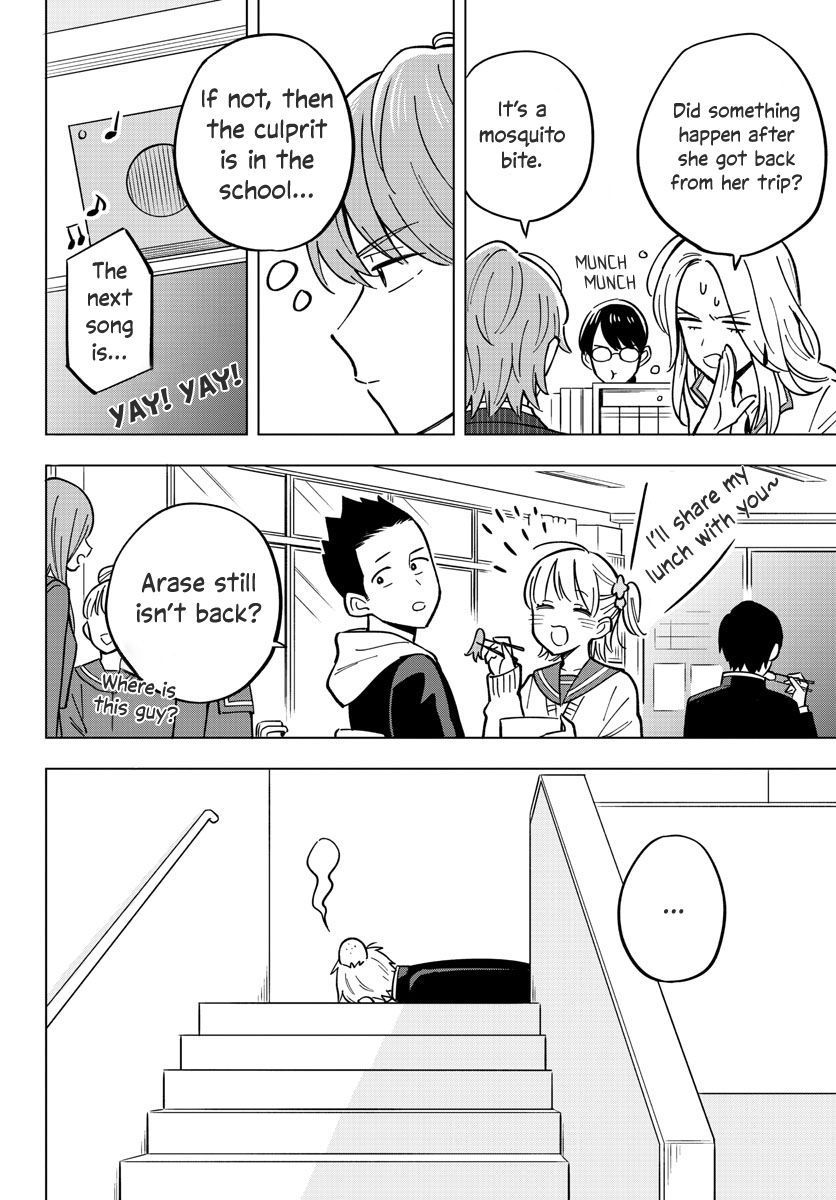 Did something
happen after
she got back
from her trip?
It's a
mosquito
bite.
MUNCH
MUNCH
If not, then
the culprit
is in the
school...
The
next
song
is...
YAY! YAY!
I'll share my
lunch with you~
Arase still
isn't back?
Where is
this guy?
...